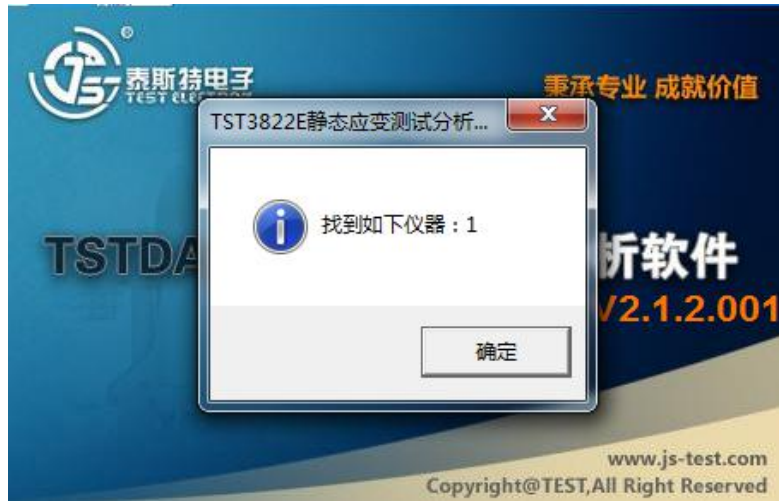 泰斯特电子
TEST ELECTRON
秉承专业 成就价值
TST3822E静态应变测试分析...
找到如下仪器：1
TSTDA
析软件
V2.1.2.001
确定
www.js-test.com
Copyright@TEST,All Right Reserved